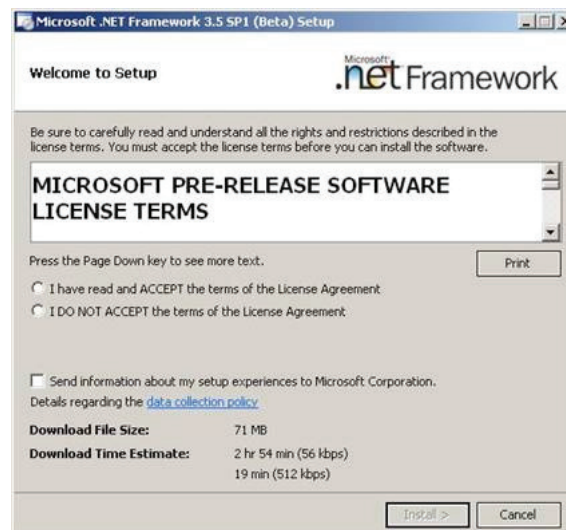 Microsoft .NET Framework 3.5 SP1 (Beta) Setup
Welcome to Setup
Microsoft
.net Framework
Be sure to carefully read and understand all the rights and restrictions described in the
license terms. You must accept the license terms before you can install the software.
MICROSOFT PRE-RELEASE SOFTWARE
LICENSE TERMS
Press the Page Down key to see more text.
Print
I have read and ACCEPT the terms of the License Agreement
I DO NOT ACCEPT the terms of the License Agreement
Send information about my setup experiences to Microsoft Corporation.
Details regarding the data collection policy
Download File Size: 71 MB
Download Time Estimate: 2 hr 54 min (56 kbps)
19 min (512 kbps)
Install >
Cancel